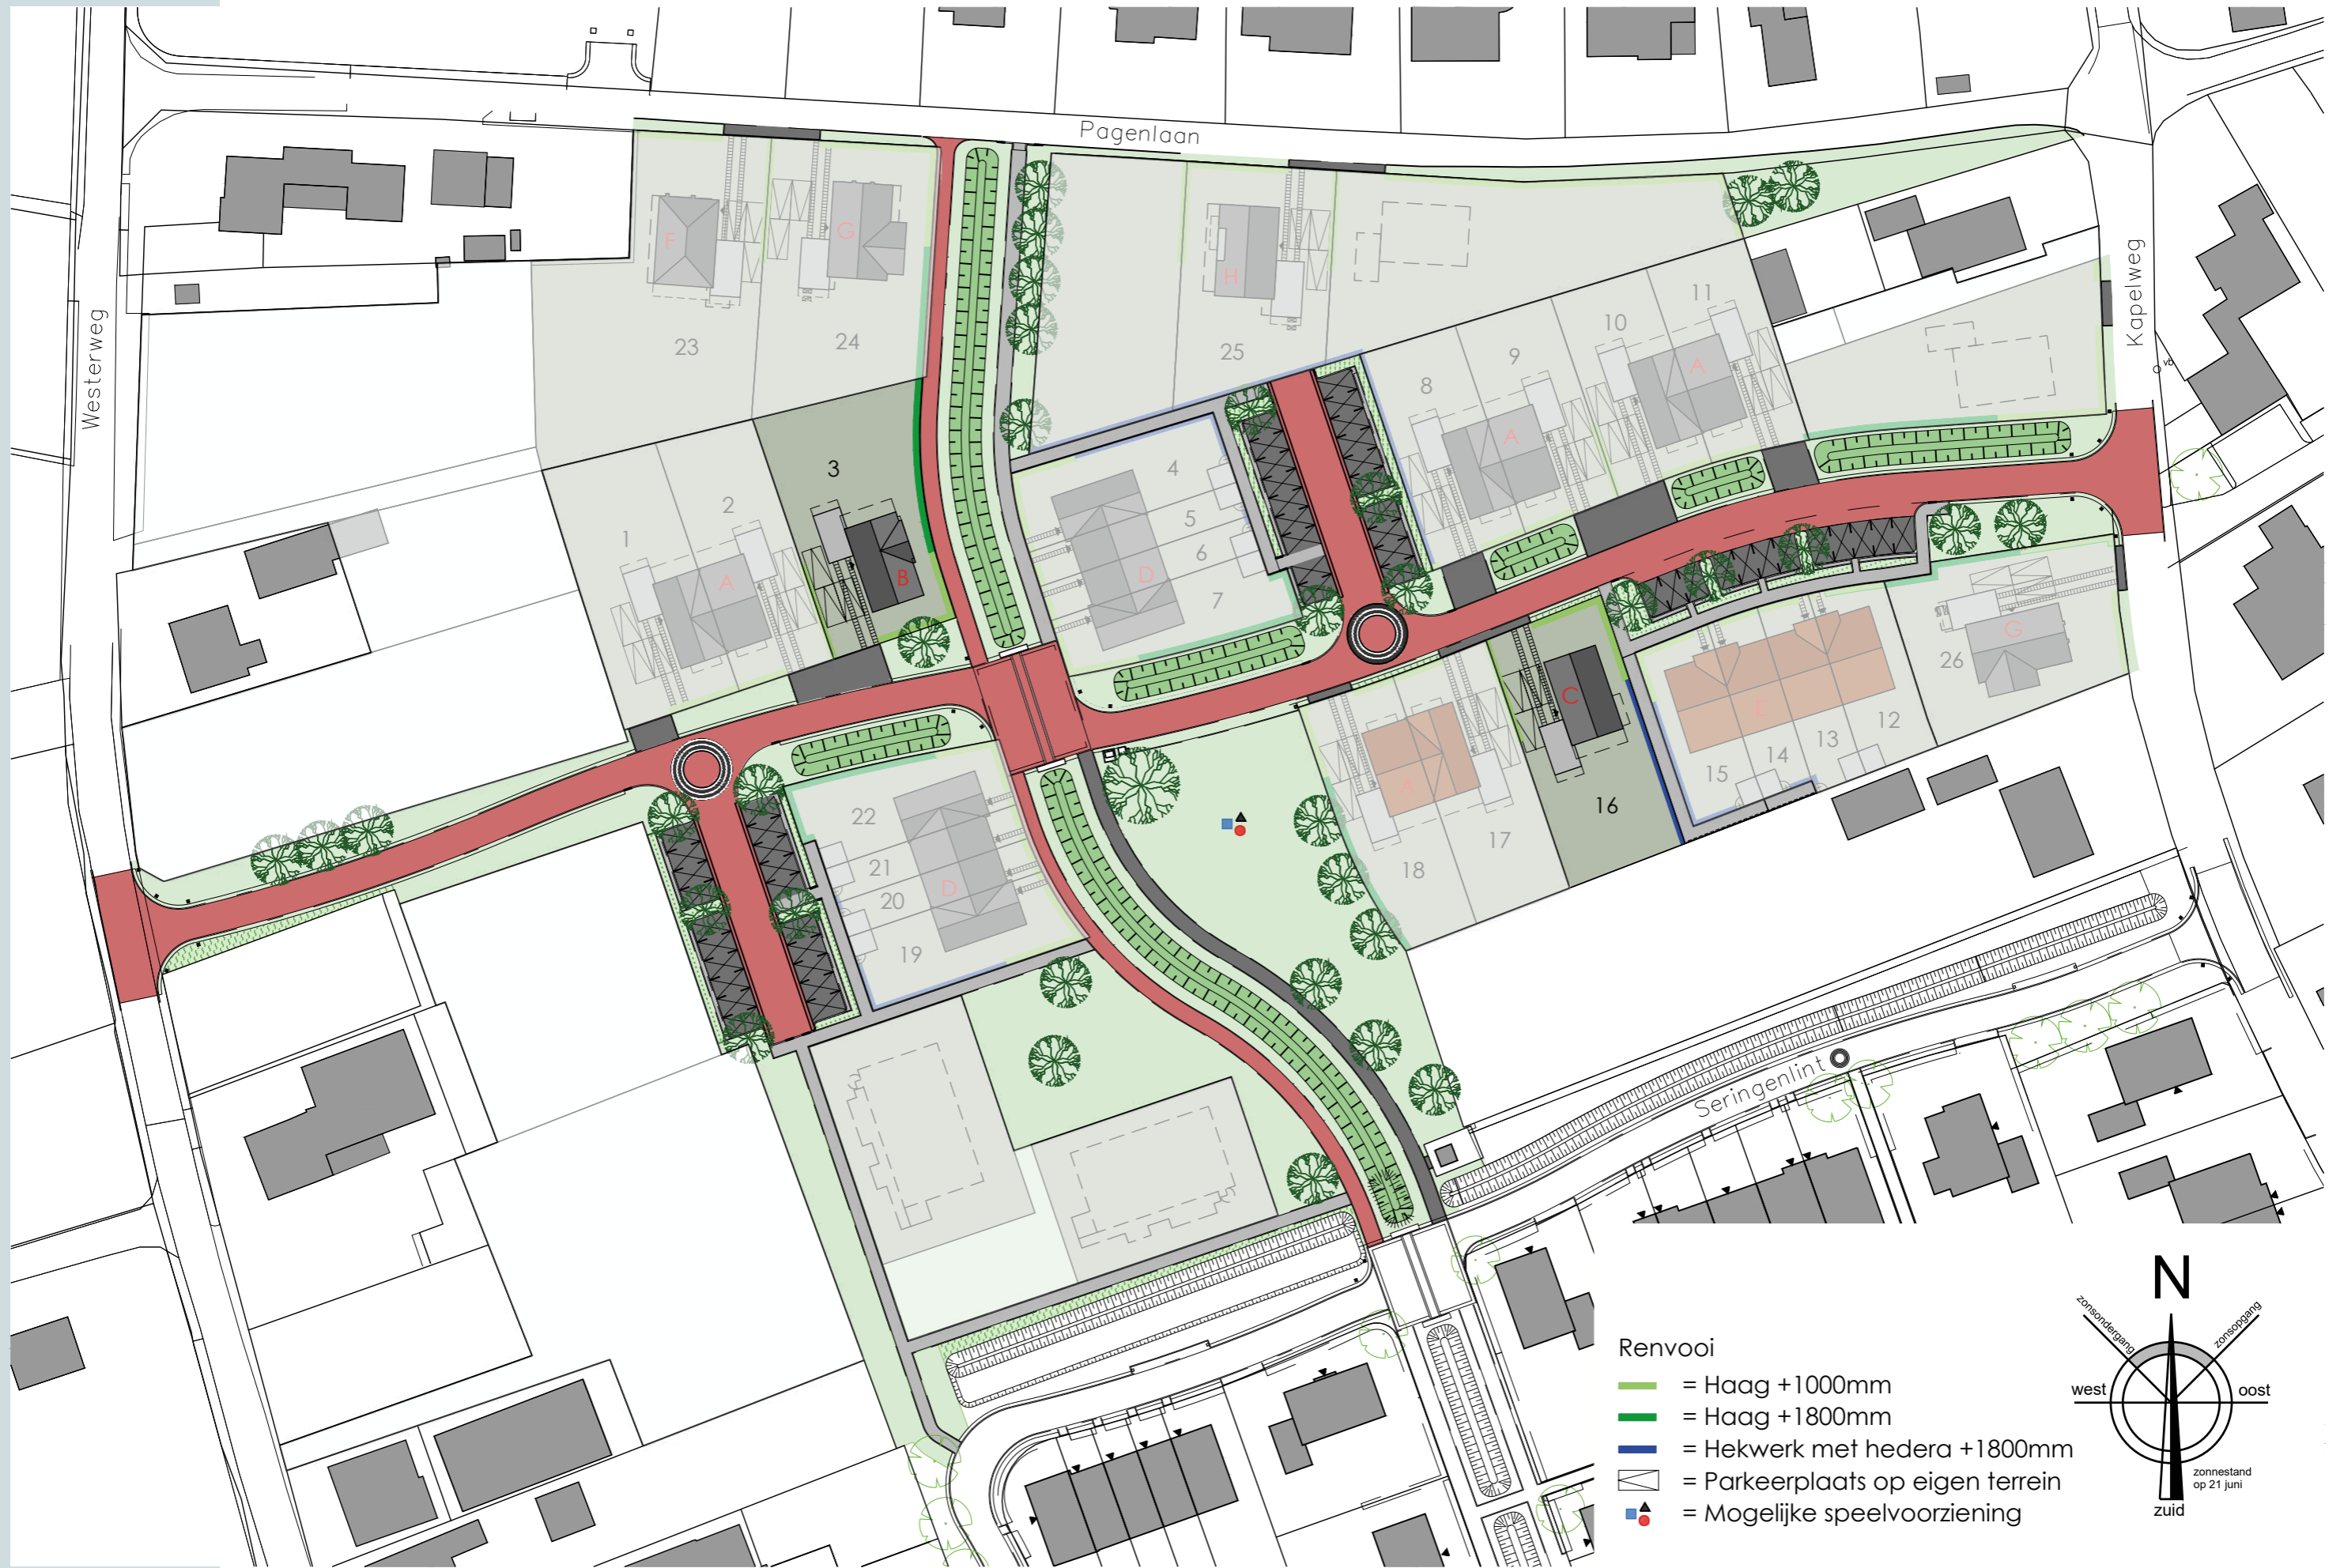 Pagenlaan
Westerweg
Kapelweg
vb
F
G
H
23
24
25
11
10
9
8
A
A
3
2
1
B
A
4
5
6
7
D
C
16
G
26
12
13
14
15
A
17
18
22
21
20
19
D
Seringenlint
Renvooi
= Haag +1000mm
= Haag +1800mm
= Hekwerk met hedera +1800mm
= Parkeerplaats op eigen terrein
= Mogelijke speelvoorziening
N
zonsondergang
zonsopgang
west
oost
zonnestand
op 21 juni
zuid